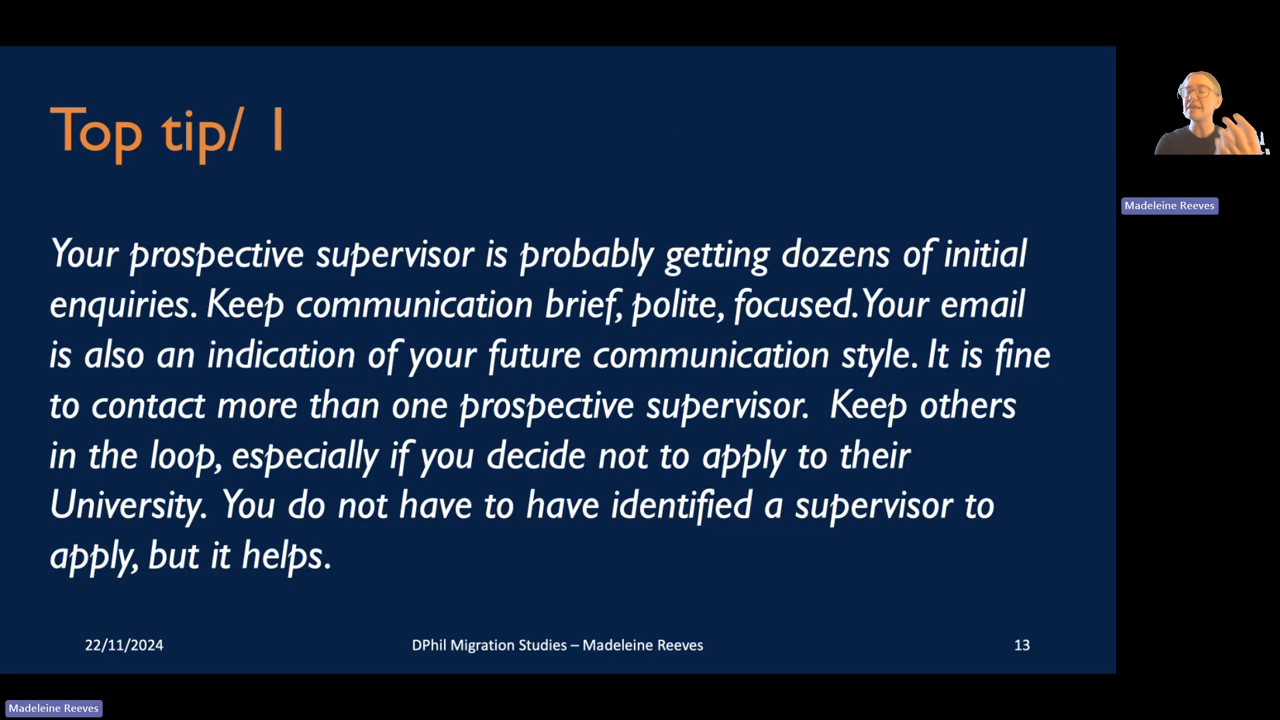 Top tip/ 1
Your prospective supervisor is probably getting dozens of initial
enquiries. Keep communication brief, polite, focused. Your email
is also an indication of your future communication style. It is fine
to contact more than one prospective supervisor. Keep others
in the loop, especially if you decide not to apply to their
University. You do not have to have identified a supervisor to
apply, but it helps.
22/11/2024
DPhil Migration Studies – Madeleine Reeves
13
Madeleine Reeves
Madeleine Reeves